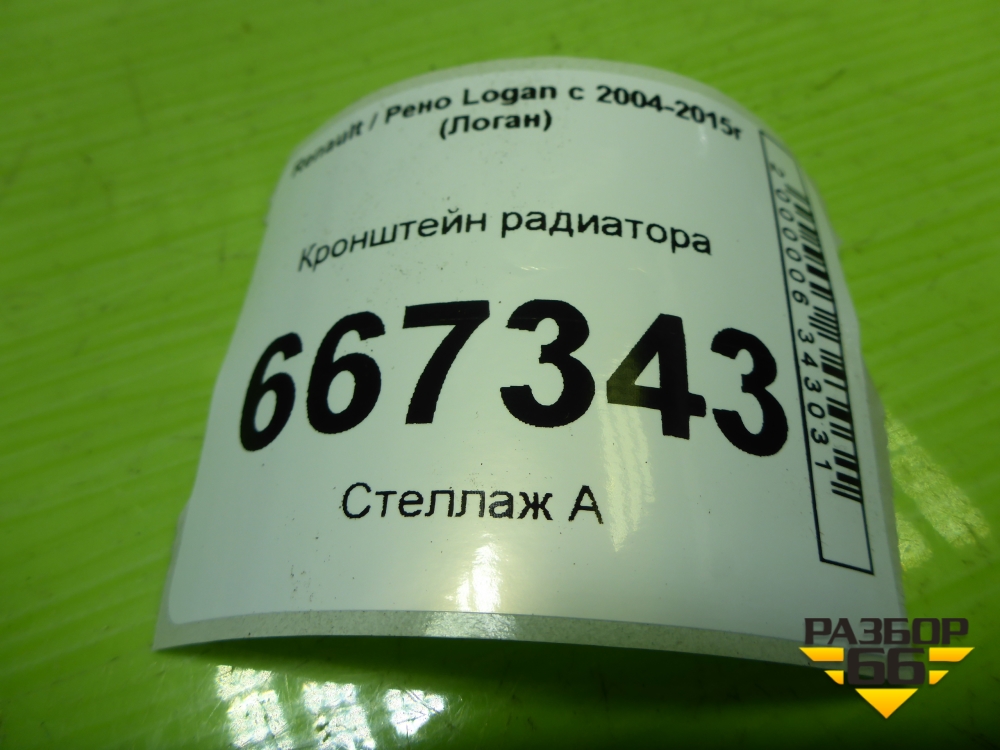 Renault / Рено Logan с 2004-2015г
(Логан)
Кронштейн радиатора
667343
Стеллаж А
2000006343031
РАЗБОР
66